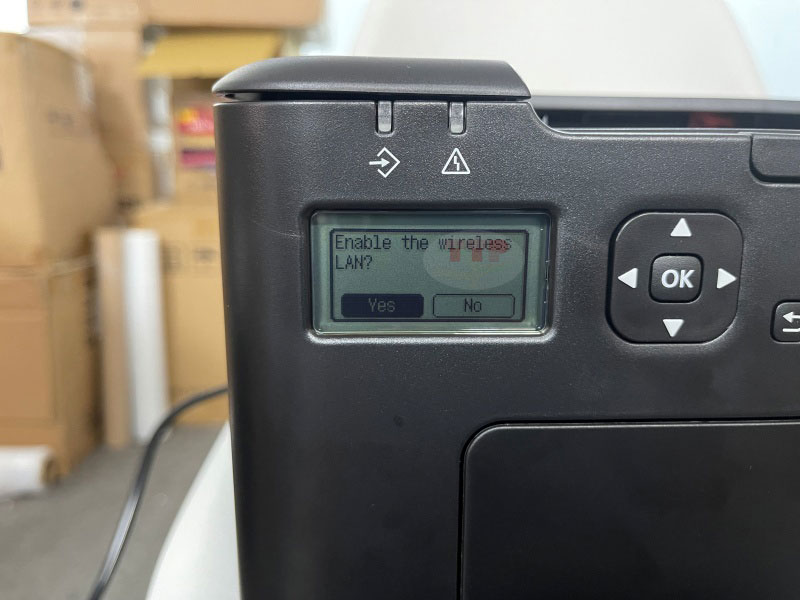 Enable the wireless
LAN?
Yes No
OK